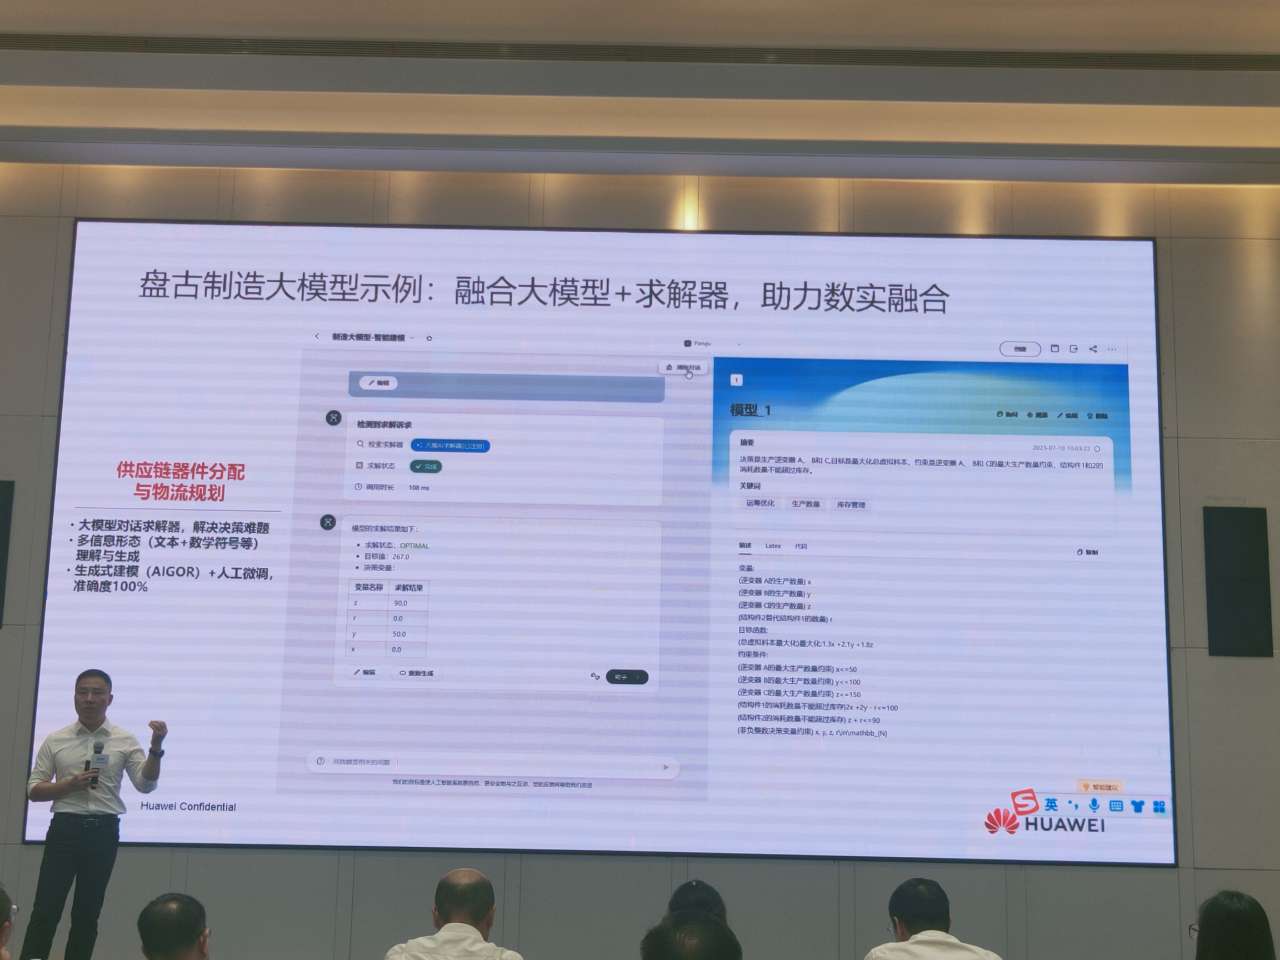 盘古制造大模型示例：融合大模型+求解器，助力数实融合
供应链器件分配
与物流规划
· 大模型对话求解器，解决决策难题
· 多信息形态（文本+数学符号等）
理解与生成
· 生成式建模（AIGOR）+人工微调，
准确度100%
制造大模型-智能建模
编辑
检测到求解诉求
检索求解器
求解状态 完成
调用时长 108 ms
模型的求解结果如下：
• 求解状态：OPTIMAL
• 目标值：267.0
• 决策变量：
变量名称 求解结果
z 90.0
r 0.0
y 50.0
x 0.0
编辑 重新生成
Pangu
创建
1
模型_1
摘要
决策是生产逆变器 A、 B和 C,目标是最大化总虚拟料本。约束是逆变器 A、 B和 C的最大生产数量约束、结构件1和2的
消耗数量不能超过库存。
关键词
运筹优化 生产数量 库存管理
描述 Latex 代码
复制
变量:
(逆变器 A的生产数量) x
(逆变器 B的生产数量) y
(逆变器 C的生产数量) z
(结构件2替代结构件1的数量) r
目标函数:
(总虚拟料本最大化)最大化:1.3x +2.1y +1.8z
约束条件:
(逆变器 A的最大生产数量约束) x<=50
(逆变器 B的最大生产数量约束) y<=100
(逆变器 C的最大生产数量约束) z<=150
(结构件1的消耗数量不能超过库存)2x +2y - r<=100
(结构件2的消耗数量不能超过库存) z + r<=90
(非负整数决策变量约束) x, y, z, r\in\mathbb_{N}
Huawei Confidential
英
HUAWEI